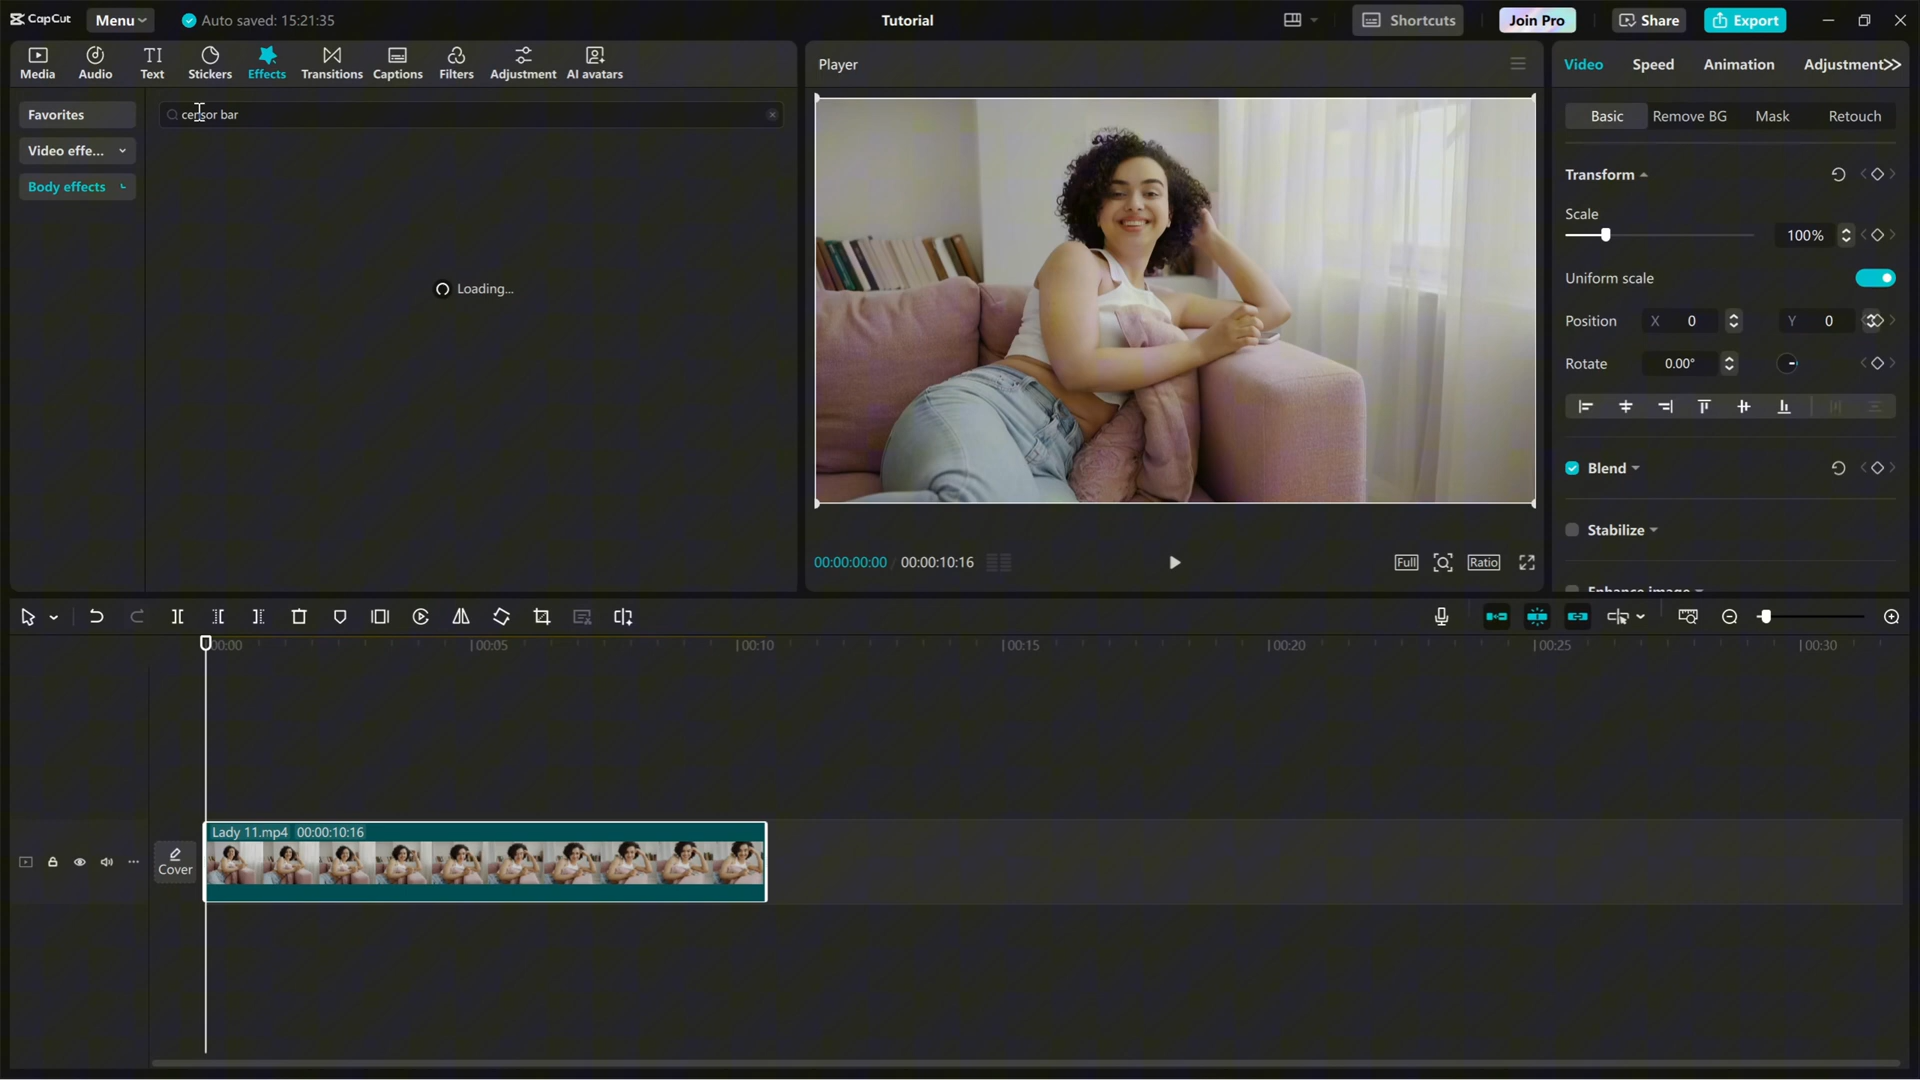 CapCut
Menu
Auto saved: 15:21:35
Tutorial
Shortcuts
Join Pro
Share
Export
Media
Audio
Text
Stickers
Effects
Transitions
Captions
Filters
Adjustment
AI avatars
Favorites
Video effe...
Body effects
censor bar
Loading...
Player
00:00:00:00 / 00:00:10:16
Full
Ratio
Video
Speed
Animation
Adjustment
Basic
Remove BG
Mask
Retouch
Transform
Scale
100%
Uniform scale
Position X 0 Y 0
Rotate 0.00°
Blend
Stabilize
Enhance image
00:00
00:05
00:10
00:15
00:20
00:25
00:30
Lady 11.mp4 00:00:10:16
Cover